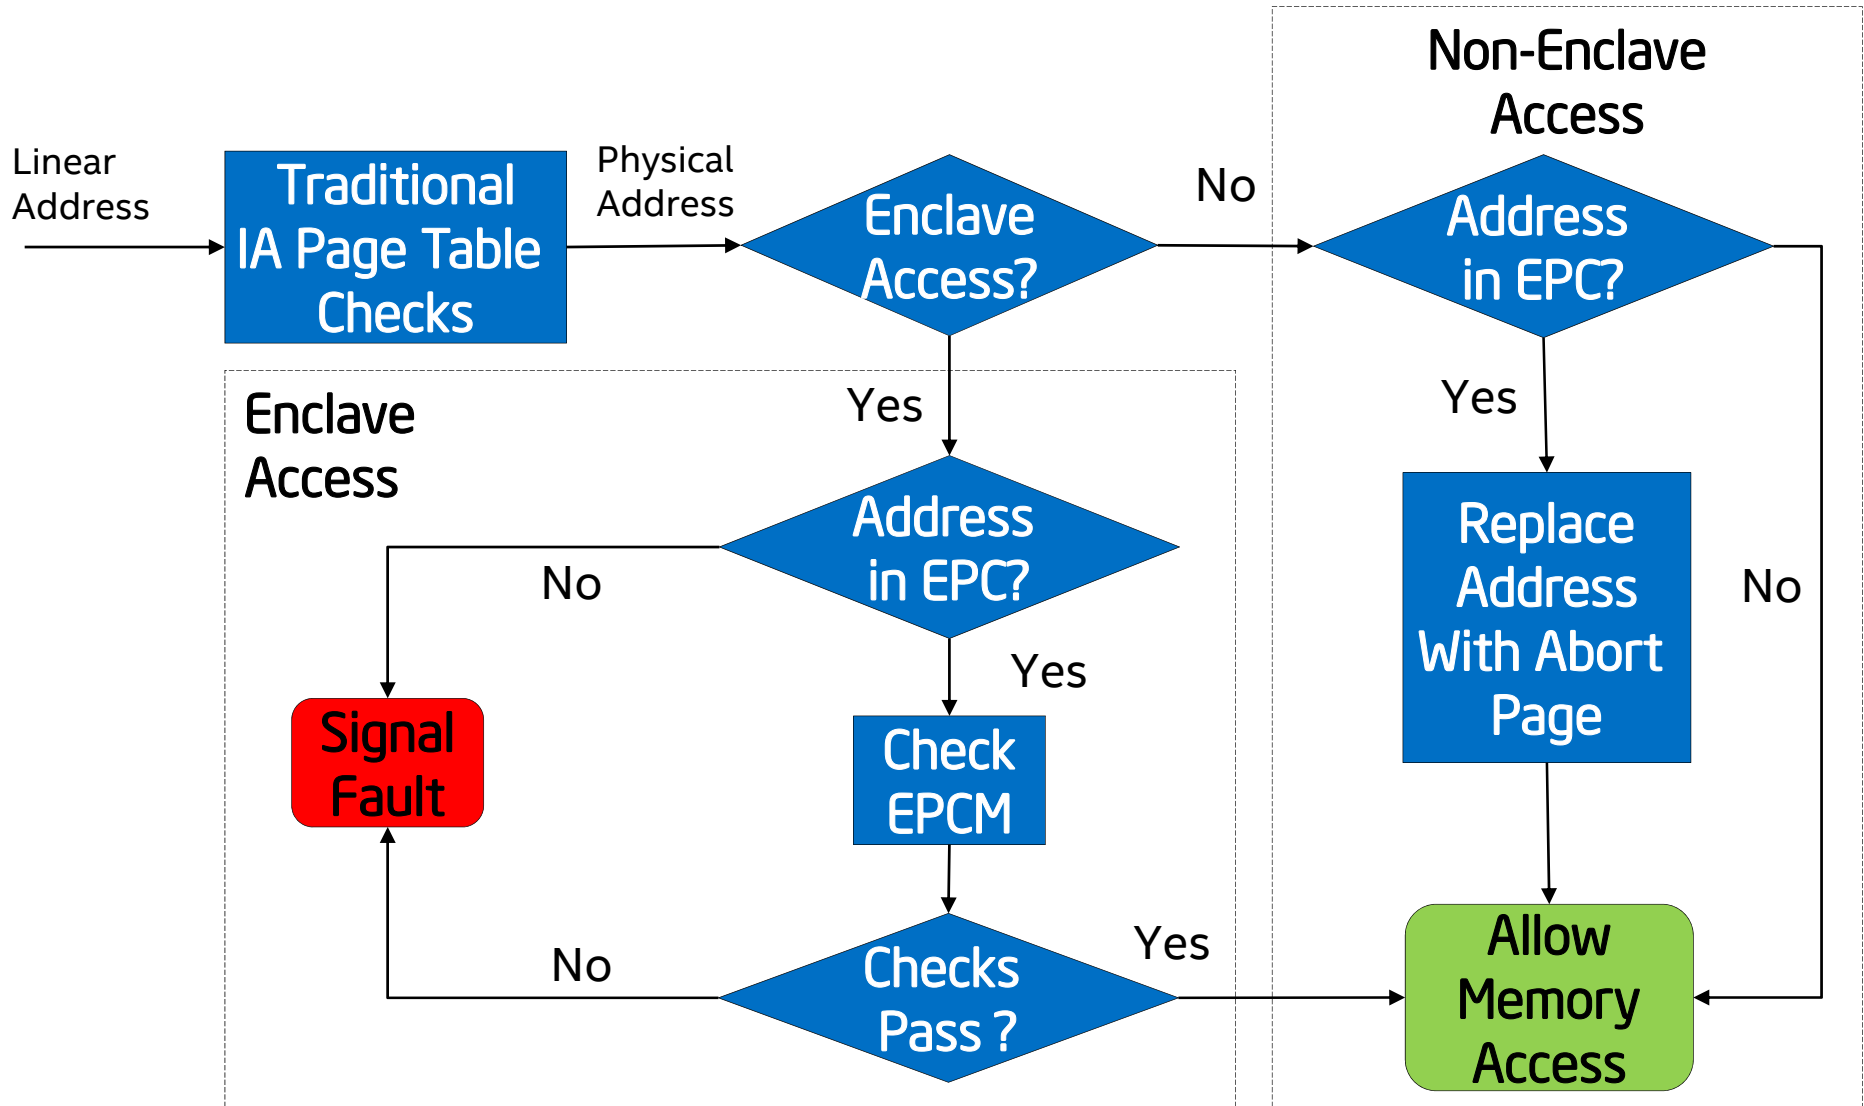 Non-Enclave
Access
Linear
Address
Traditional
IA Page Table
Checks
Physical
Address
Enclave
Access?
No
Address
in EPC?
Enclave
Access
Yes
Address
in EPC?
No
Yes
Check
EPCM
Signal
Fault
Checks
Pass ?
No
Yes
Yes
Replace
Address
With Abort
Page
No
Allow
Memory
Access